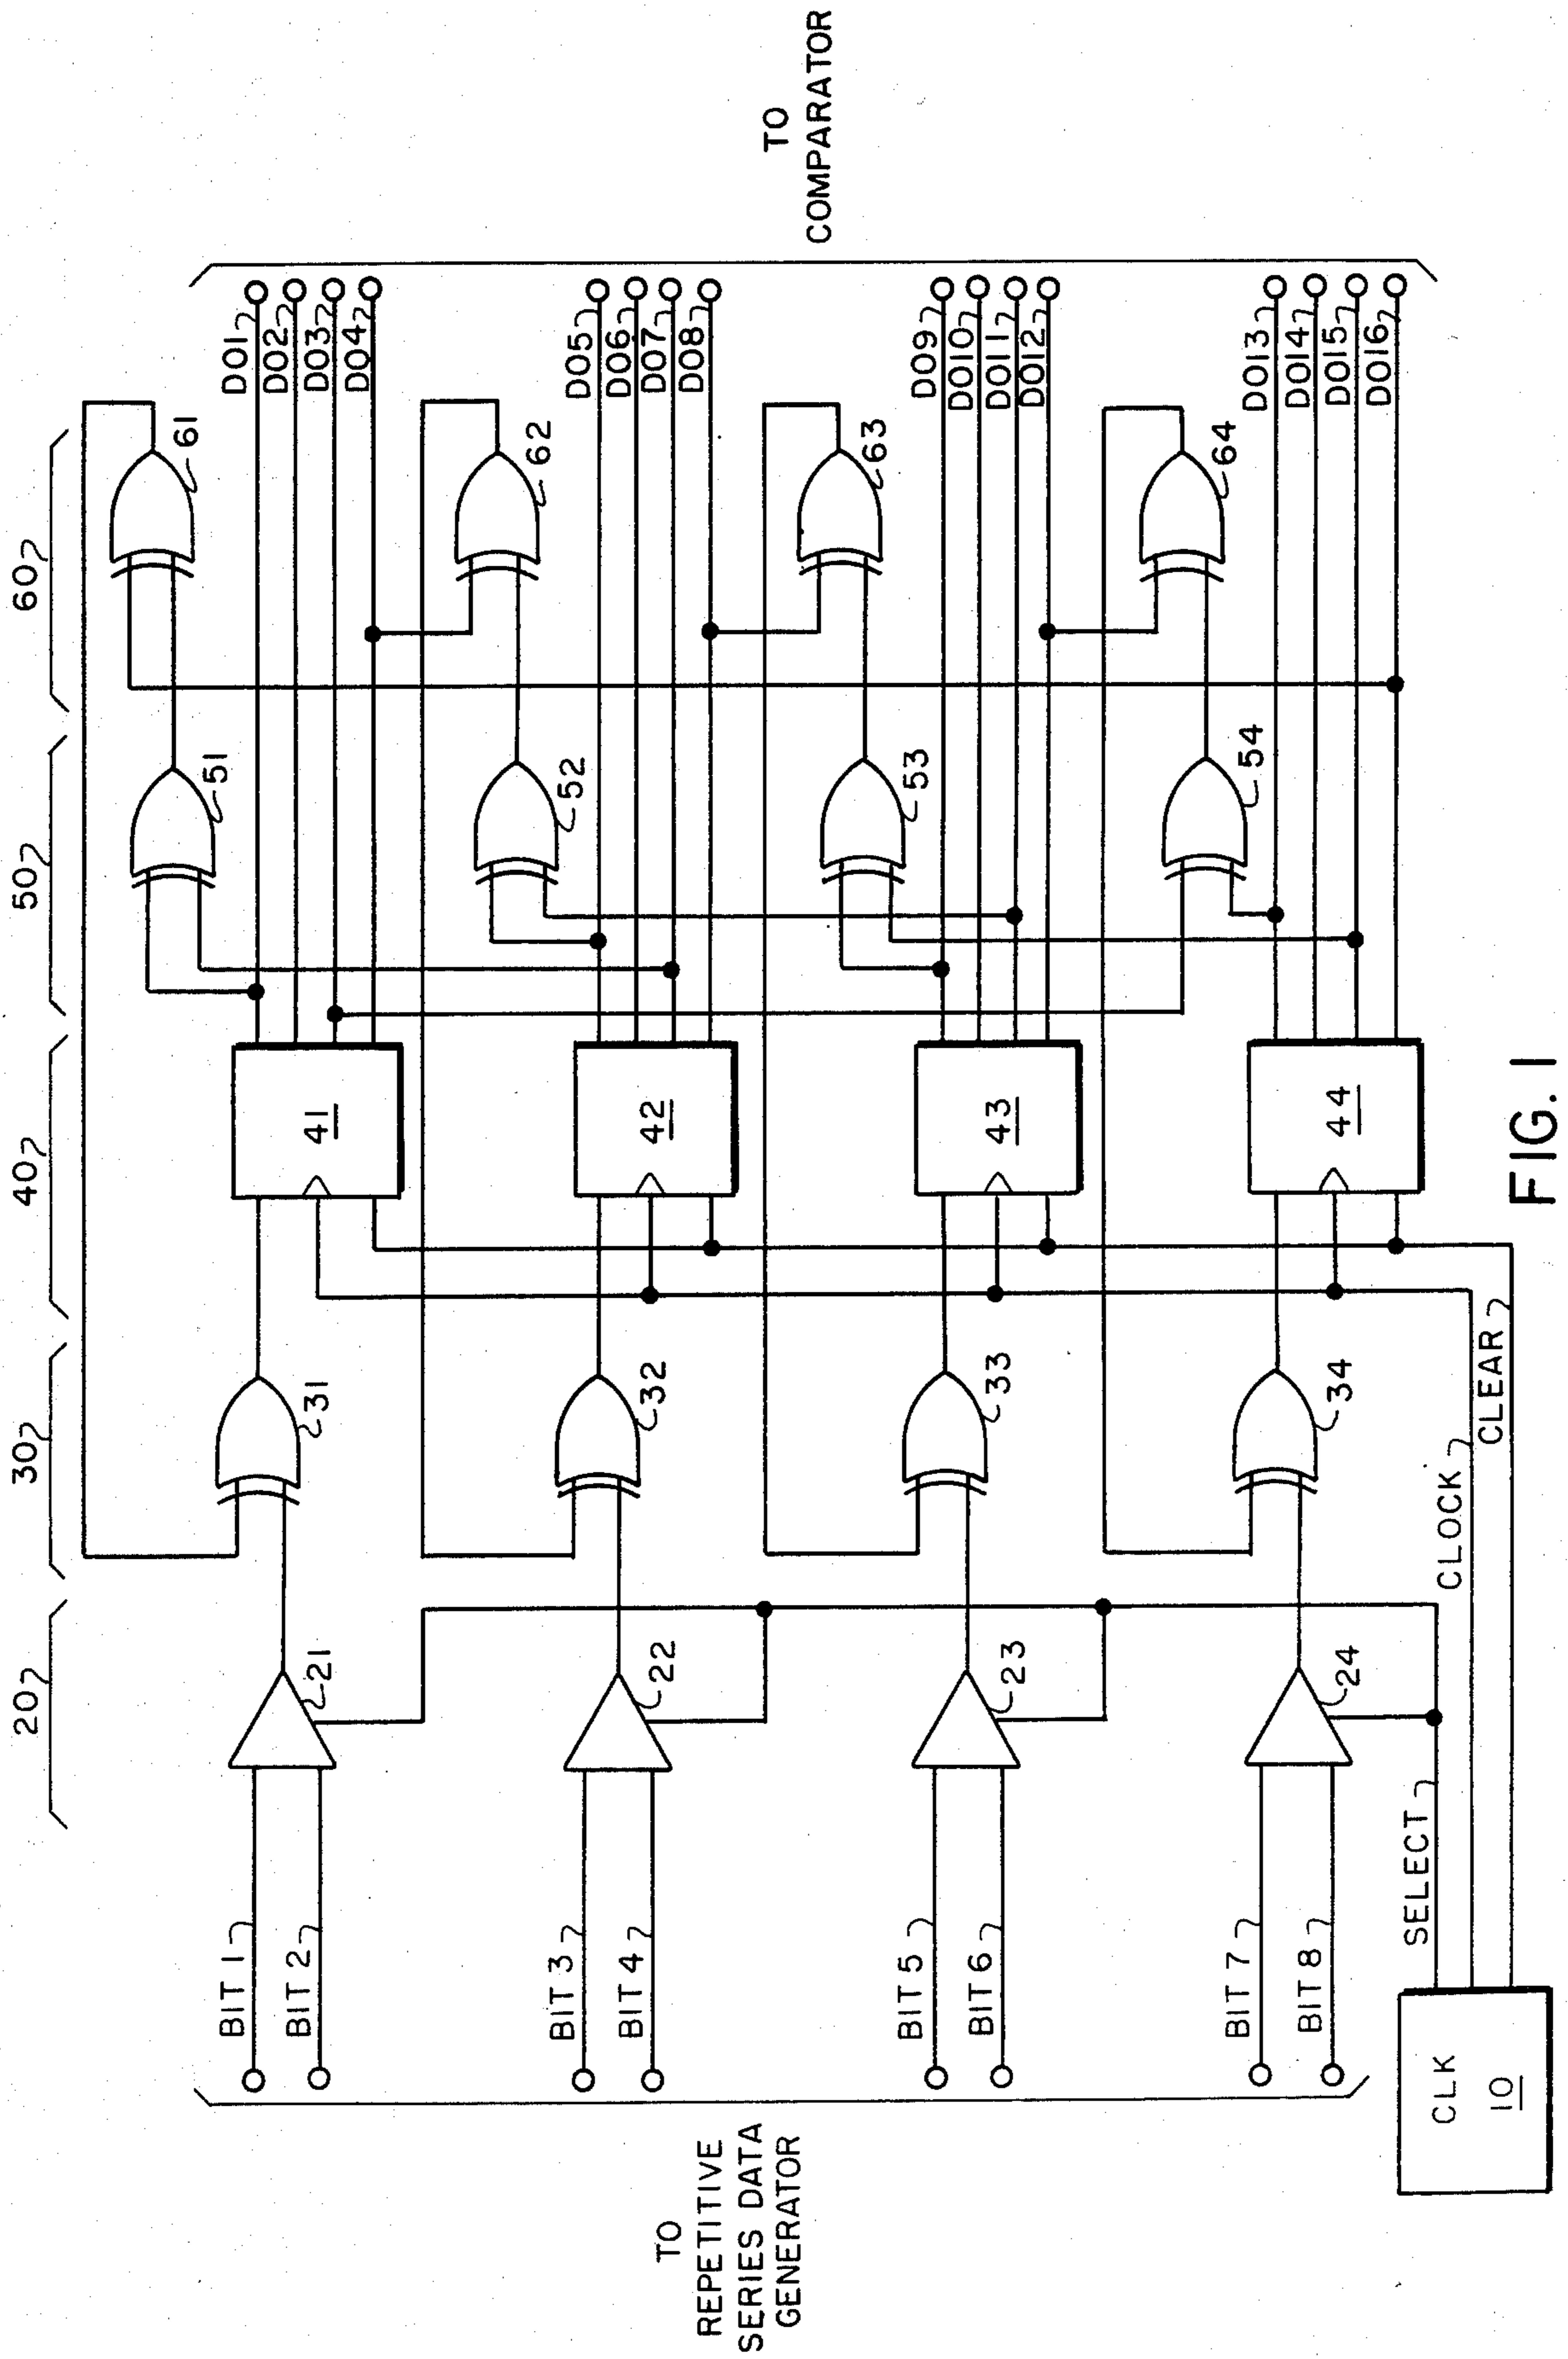 20
30
40
50
60
BIT 1
BIT 2
21
31
41
51
61
DO1
DO2
DO3
DO4
BIT 3
BIT 4
22
32
42
52
62
DO5
DO6
DO7
DO8
TO
REPETITIVE
SERIES DATA
GENERATOR
TO
COMPARATOR
BIT 5
BIT 6
23
33
43
53
63
DO9
DO10
DO11
DO12
BIT 7
BIT 8
24
34
44
54
64
DO13
DO14
DO15
DO16
CLK
10
SELECT
CLOCK
CLEAR
FIG. 1